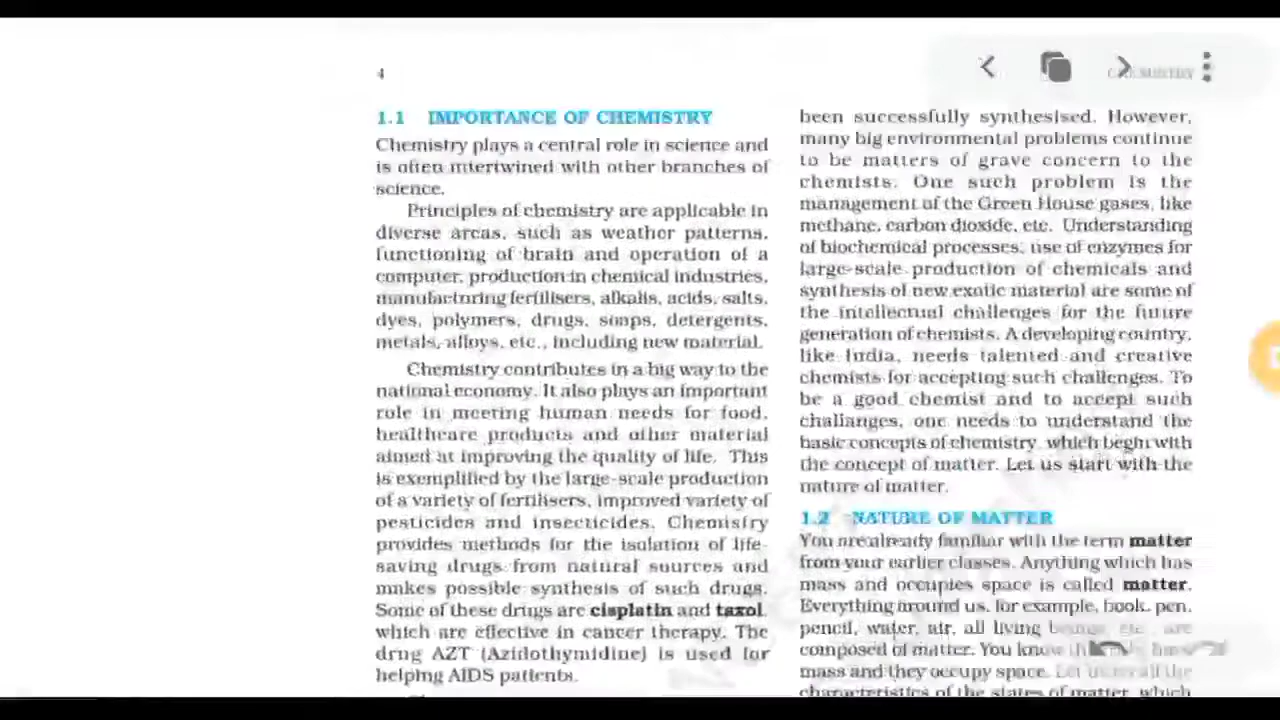 4
CHEMISTRY
1.1 IMPORTANCE OF CHEMISTRY
Chemistry plays a central role in science and
is often intertwined with other branches of
science.
Principles of chemistry are applicable in
diverse areas, such as weather patterns,
functioning of brain and operation of a
computer, production in chemical industries,
manufacturing fertilisers, alkalis, acids, salts,
dyes, polymers, drugs, soaps, detergents,
metals, alloys, etc., including new material.
Chemistry contributes in a big way to the
national economy. It also plays an important
role in meeting human needs for food,
healthcare products and other material
aimed at improving the quality of life. This
is exemplified by the large-scale production
of a variety of fertilisers, improved variety of
pesticides and insecticides. Chemistry
provides methods for the isolation of life-
saving drugs from natural sources and
makes possible synthesis of such drugs.
Some of these drugs are cisplatin and taxol,
which are effective in cancer therapy. The
drug AZT (Azidothymidine) is used for
helping AIDS patients.
been successfully synthesised. However,
many big environmental problems continue
to be matters of grave concern to the
chemists. One such problem is the
management of the Green House gases, like
methane, carbon dioxide, etc. Understanding
of biochemical processes, use of enzymes for
large-scale production of chemicals and
synthesis of new exotic material are some of
the intellectual challenges for the future
generation of chemists. A developing country,
like India, needs talented and creative
chemists for accepting such challenges. To
be a good chemist and to accept such
challanges, one needs to understand the
basic concepts of chemistry, which begin with
the concept of matter. Let us start with the
nature of matter.
1.2 NATURE OF MATTER
You are already familiar with the term matter
from your earlier classes. Anything which has
mass and occupies space is called matter.
Everything around us, for example, book, pen,
pencil, water, air, all living beings, etc., are
composed of matter. You know
mass and they occupy space. Let us recall the
characteristics of the states of matter, which